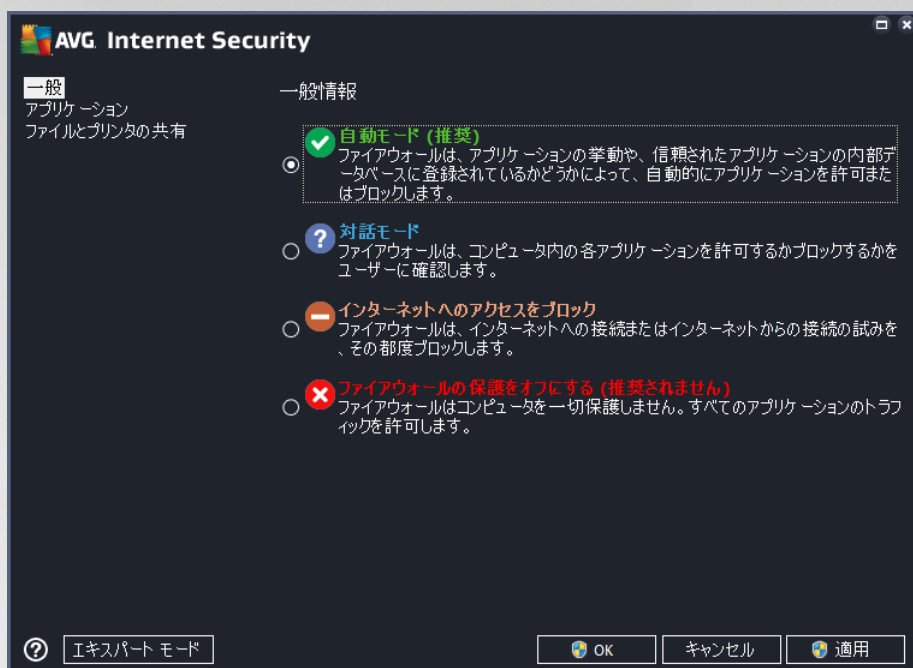 AVG Internet Security
一般
アプリケーション
ファイルとプリンタの共有
一般情報
自動モード (推奨)
ファイアウォールは、アプリケーションの挙動や、信頼されたアプリケーションの内部デ
ータベースに登録されているかどうかによって、自動的にアプリケーションを許可また
はブロックします。
対話モード
ファイアウォールは、コンピュータ内の各アプリケーションを許可するかブロックするかを
ユーザーに確認します。
インターネットへのアクセスをブロック
ファイアウォールは、インターネットへの接続またはインターネットからの接続の試みを
、その都度ブロックします。
ファイアウォールの保護をオフにする (推奨されません)
ファイアウォールはコンピュータを一切保護しません。すべてのアプリケーションのトラフ
ィックを許可します。
エキスパート モード
OK
キャンセル
適用